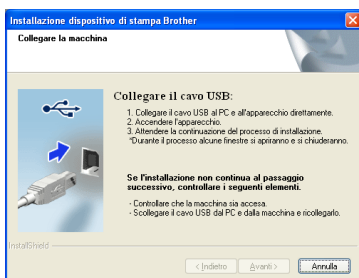 Installazione dispositivo di stampa Brother
Collegare la macchina
Collegare il cavo USB:
1. Collegare il cavo USB al PC e all'apparecchio direttamente.
2. Accendere l'apparecchio.
3. Attendere la continuazione del processo di installazione.
*Durante il processo alcune finestre si apriranno e si chiuderanno.
Se l'installazione non continua al passaggio
successivo, controllare i seguenti elementi.
- Controllare che la macchina sia accesa.
- Scollegare il cavo USB dal PC e dalla macchina e ricollegarlo.
InstallShield
< Indietro
Avanti >
Annulla